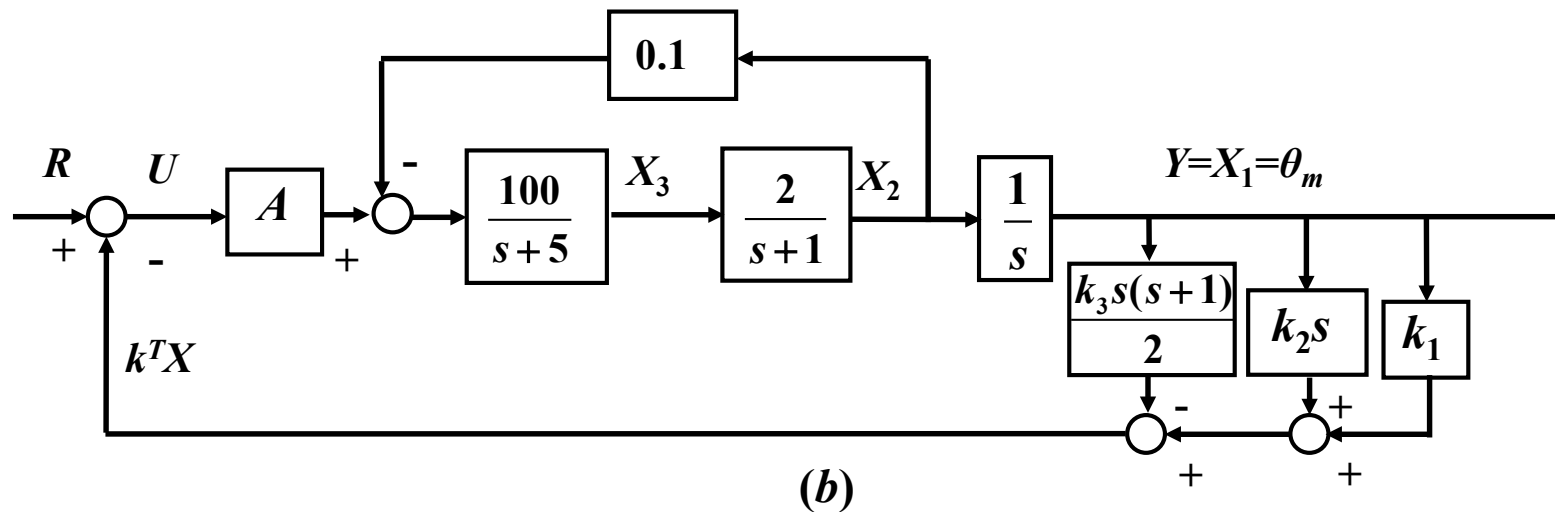 0.1
R
U
A
100
s+5
X₃
2
s+1
X₂
1
s
Y=X₁=θₘ
+
-
+
-
k₃s(s+1)
2
k₂s
k₁
kᵀX
-
+
+
+
(b)